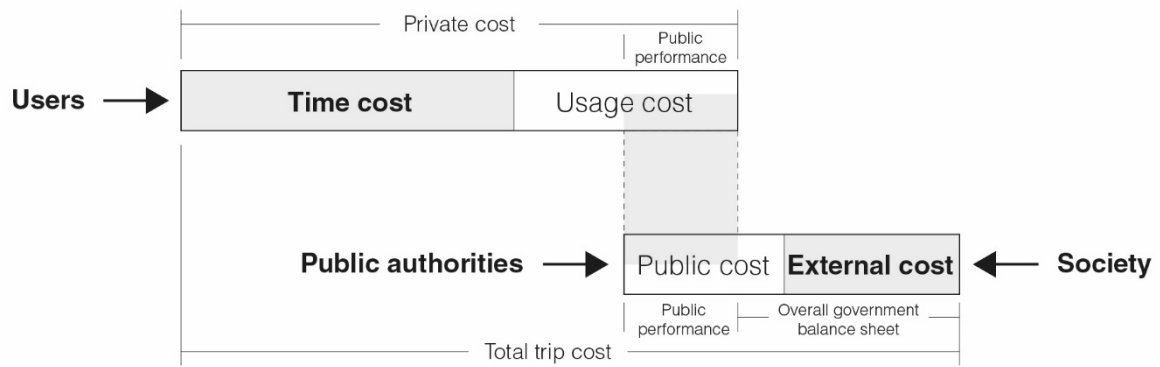 Private cost
Public
performance
Users
Time cost
Usage cost
Public authorities
Public cost
External cost
Society
Public
performance
Overall government
balance sheet
Total trip cost